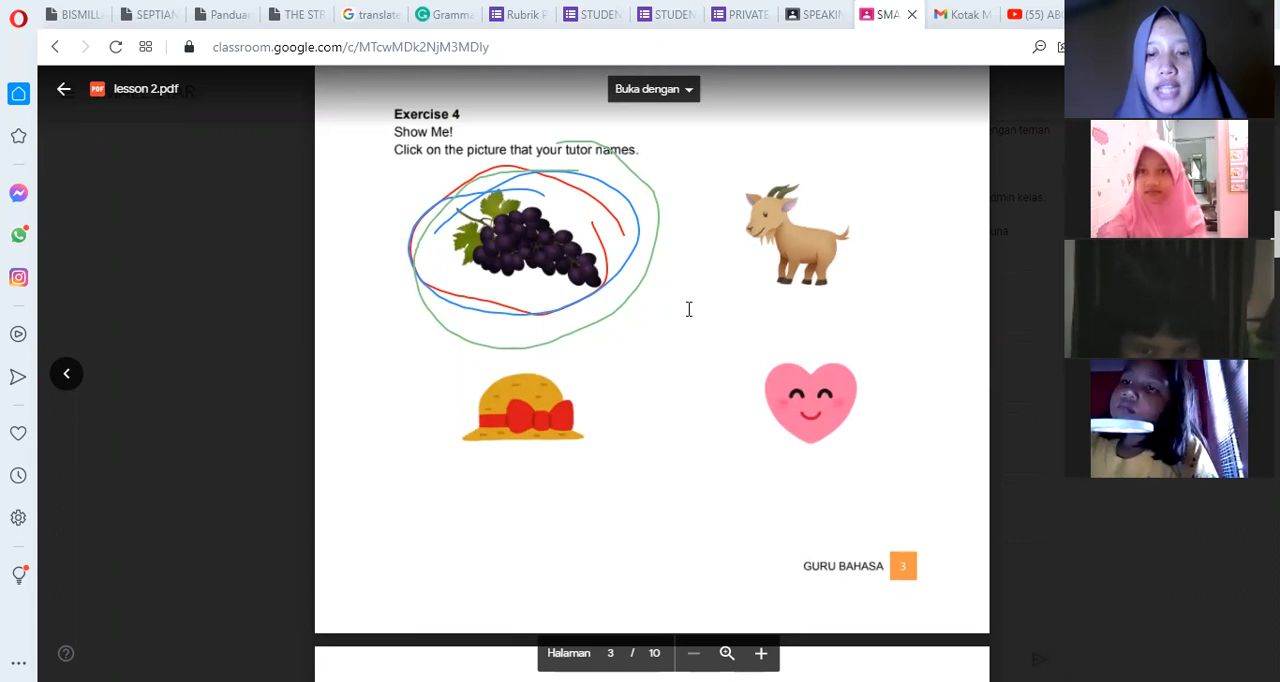 BISMILL
SEPTIAN
Panduar
THE STR
translate
Gramma
Rubrik P
STUDEN
STUDEN
PRIVATE
SPEAKIN
SMA
Kotak M
(55) AB
classroom.google.com/c/MTcwMDk2NjM3MDIy
lesson 2.pdf
Buka dengan
Exercise 4
Show Me!
Click on the picture that your tutor names.
GURU BAHASA 3
Halaman 3 / 10